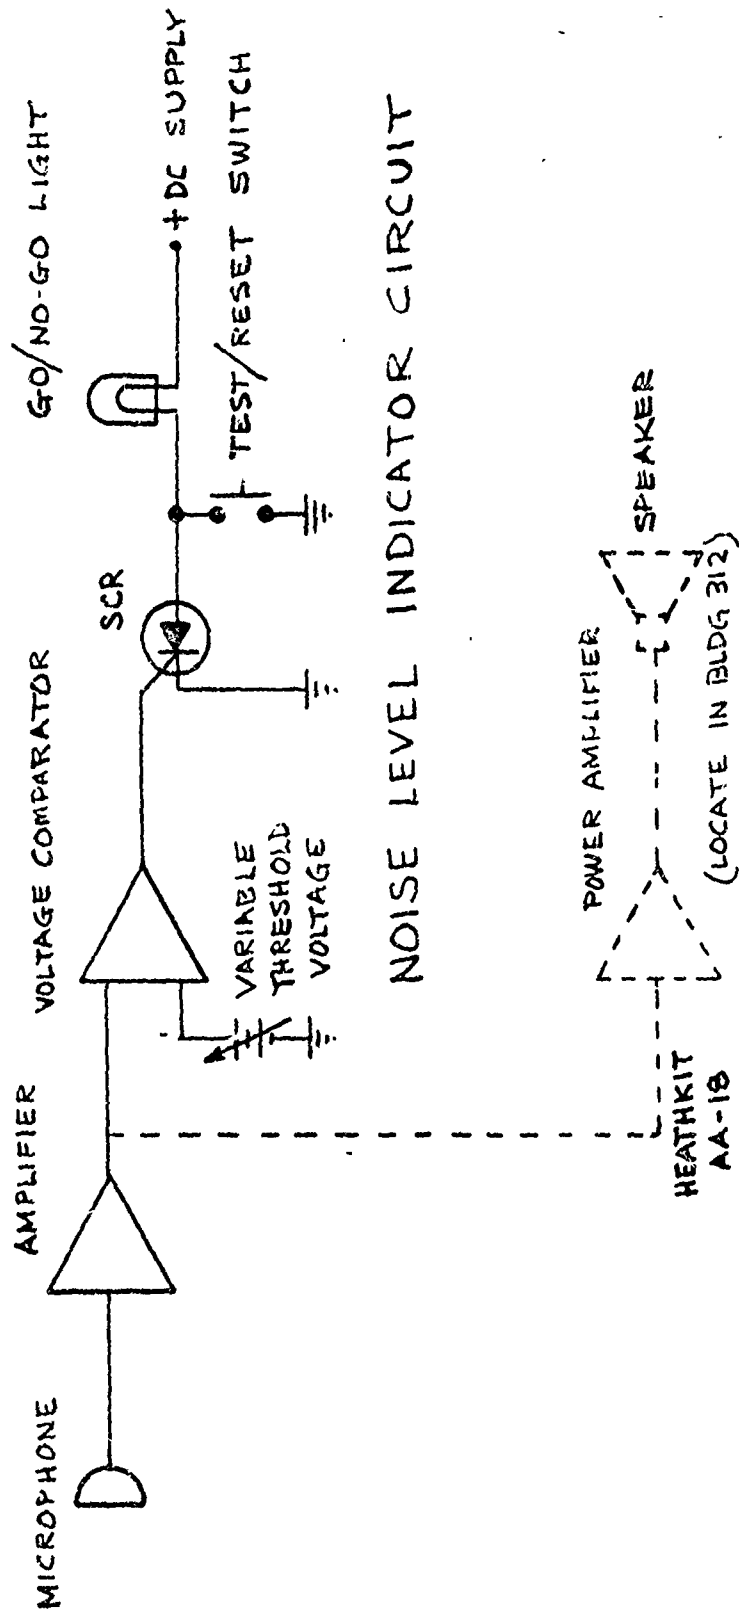 MICROPHONE
AMPLIFIER
VOLTAGE COMPARATOR
SCR
GO/NO-GO LIGHT
+DC SUPPLY
TEST/RESET SWITCH
VARIABLE
THRESHOLD
VOLTAGE
NOISE LEVEL INDICATOR CIRCUIT
HEATHKIT
AA-18
POWER AMPLIFIER
SPEAKER
(LOCATE IN BLDG 312)